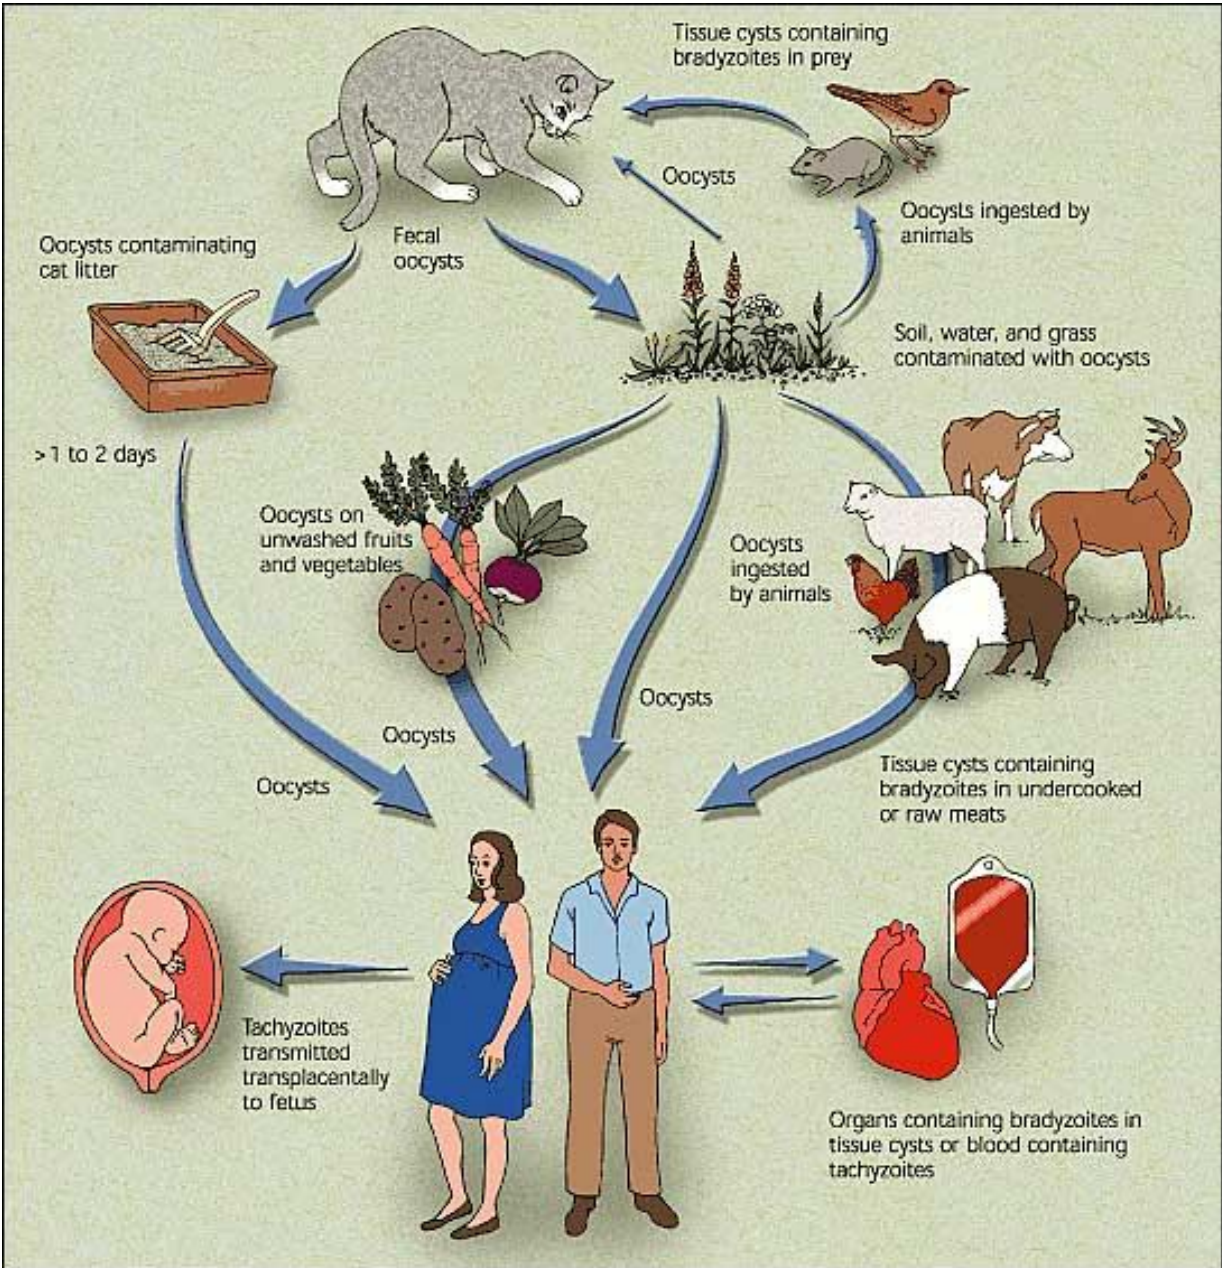 Tissue cysts containing
bradyzoites in prey
Oocysts
Oocysts ingested by
animals
Fecal
oocysts
Oocysts contaminating
cat litter
Soil, water, and grass
contaminated with oocysts
>1 to 2 days
Oocysts on
unwashed fruits
and vegetables
Oocysts
ingested
by animals
Oocysts
Oocysts
Oocysts
Tissue cysts containing
bradyzoites in undercooked
or raw meats
Tachyzoites
transmitted
transplacentally
to fetus
Organs containing bradyzoites in
tissue cysts or blood containing
tachyzoites